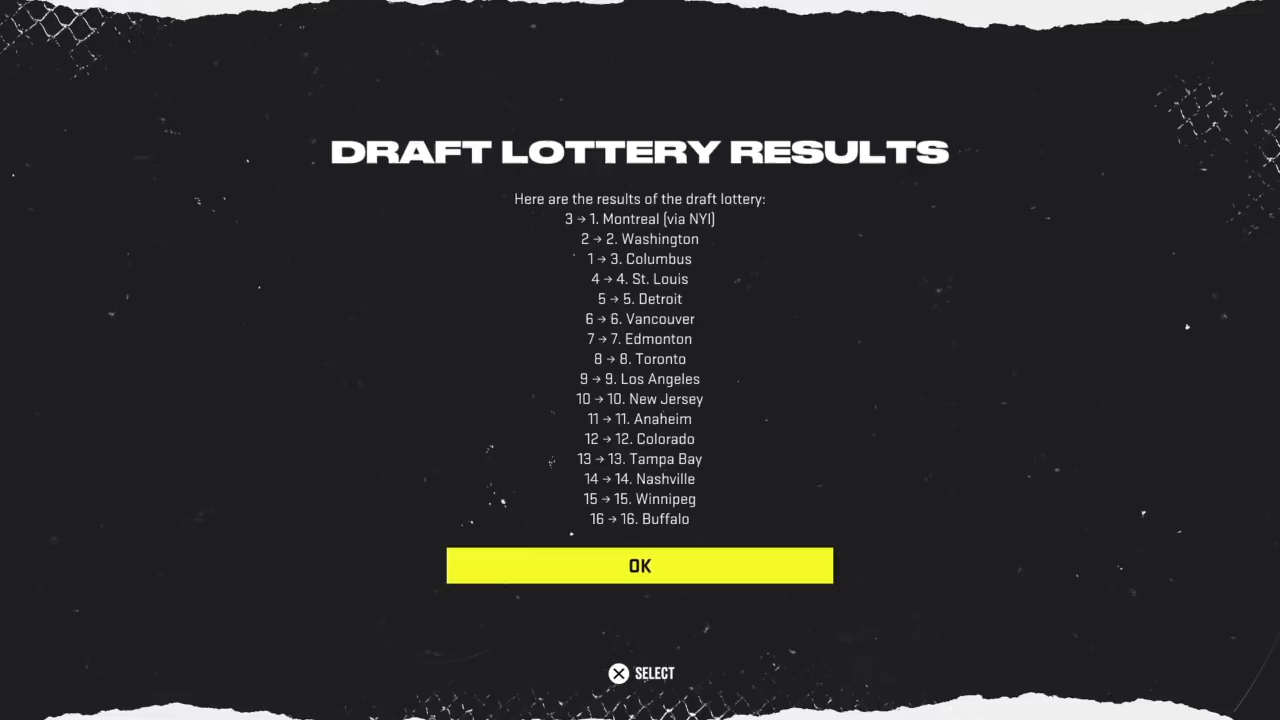 DRAFT LOTTERY RESULTS
Here are the results of the draft lottery:
3 → 1. Montreal (via NYI)
2 → 2. Washington
1 → 3. Columbus
4 → 4. St. Louis
5 → 5. Detroit
6 → 6. Vancouver
7 → 7. Edmonton
8 → 8. Toronto
9 → 9. Los Angeles
10 → 10. New Jersey
11 → 11. Anaheim
12 → 12. Colorado
13 → 13. Tampa Bay
14 → 14. Nashville
15 → 15. Winnipeg
16 → 16. Buffalo
OK
SELECT